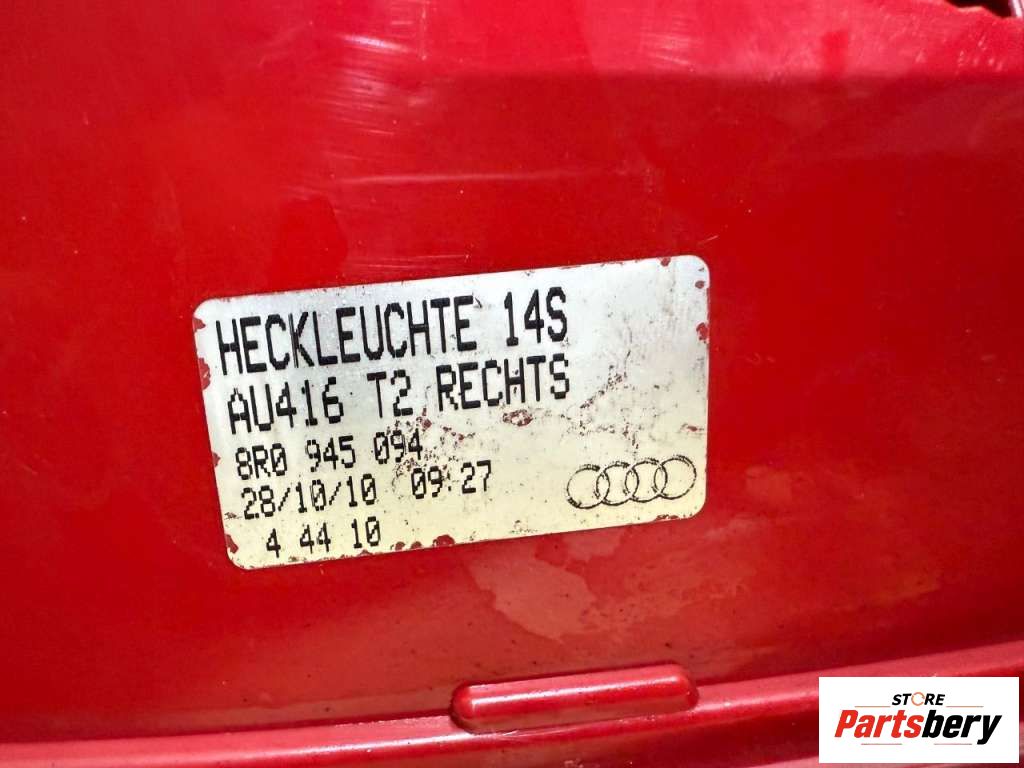 HECKLEUCHTE 14S
AU416 T2 RECHTS
8R0 945 094
28/10/10 09:27
4 44 10
STORE
Partsbery